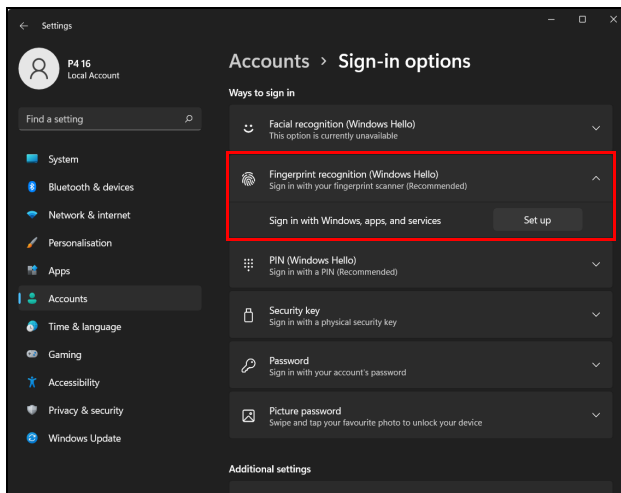 Settings
P4 16
Local Account
Find a setting
System
Bluetooth & devices
Network & internet
Personalisation
Apps
Accounts
Time & language
Gaming
Accessibility
Privacy & security
Windows Update
Accounts > Sign-in options
Ways to sign in
Facial recognition (Windows Hello)
This option is currently unavailable
Fingerprint recognition (Windows Hello)
Sign in with your fingerprint scanner (Recommended)
Sign in with Windows, apps, and services
Set up
PIN (Windows Hello)
Sign in with a PIN (Recommended)
Security key
Sign in with a physical security key
Password
Sign in with your account's password
Picture password
Swipe and tap your favourite photo to unlock your device
Additional settings